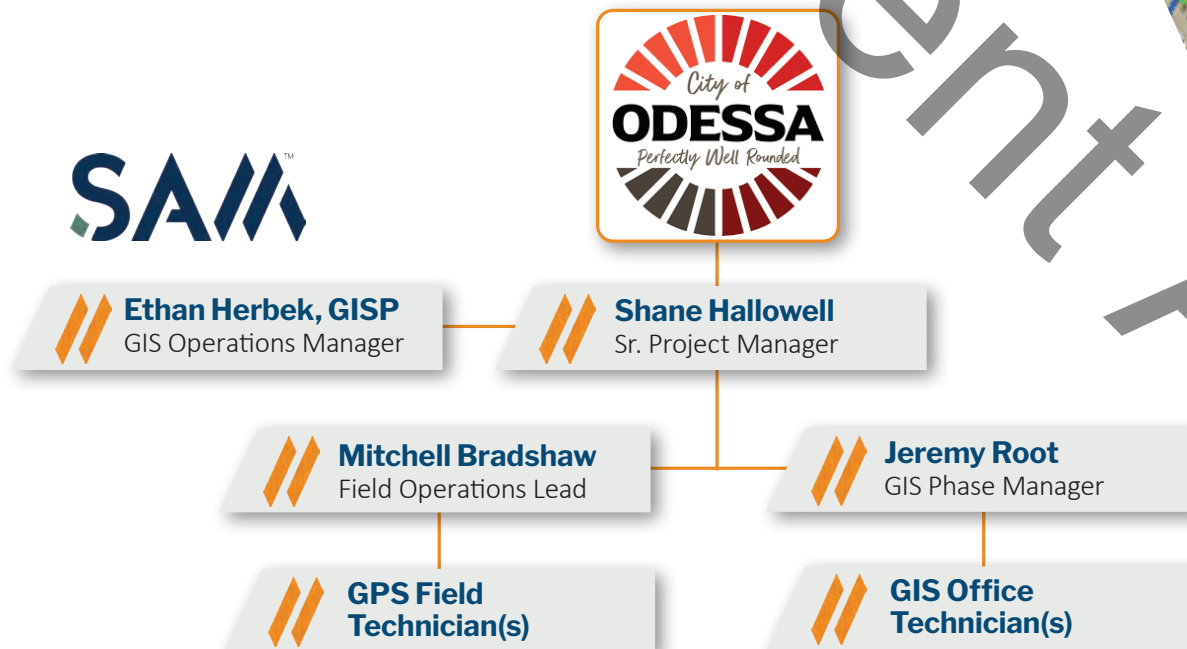 City of
ODESSA
Perfectly Well Rounded
SAM™
Ethan Herbek, GISP
GIS Operations Manager
Shane Hallowell
Sr. Project Manager
Mitchell Bradshaw
Field Operations Lead
Jeremy Root
GIS Phase Manager
GPS Field
Technician(s)
GIS Office
Technician(s)